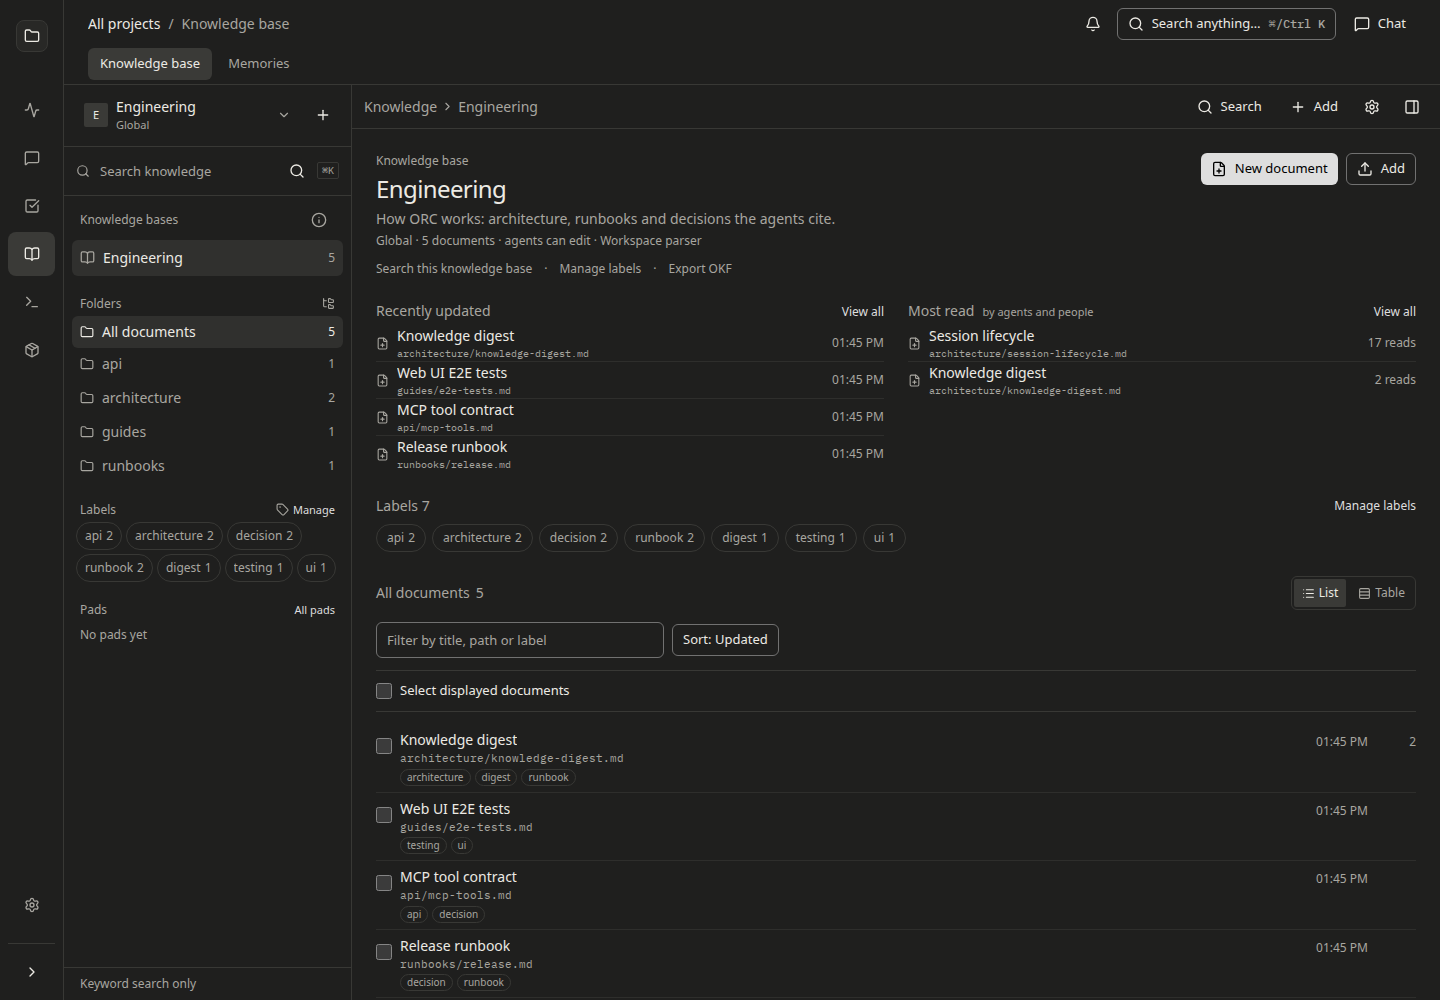 All projects / Knowledge base
Search anything... ⌘/Ctrl K
Chat
Knowledge base
Memories
E
Engineering
Global
Search knowledge
⌘K
Knowledge bases
Engineering 5
Folders
All documents 5
api 1
architecture 2
guides 1
runbooks 1
Labels
Manage
api 2
architecture 2
decision 2
runbook 2
digest 1
testing 1
ui 1
Pads
All pads
No pads yet
Keyword search only
Knowledge > Engineering
Search
Add
Knowledge base
New document
Add
Engineering
How ORC works: architecture, runbooks and decisions the agents cite.
Global · 5 documents · agents can edit · Workspace parser
Search this knowledge base · Manage labels · Export OKF
Recently updated
View all
Knowledge digest
architecture/knowledge-digest.md
01:45 PM
Web UI E2E tests
guides/e2e-tests.md
01:45 PM
MCP tool contract
api/mcp-tools.md
01:45 PM
Release runbook
runbooks/release.md
01:45 PM
Most read by agents and people
View all
Session lifecycle
architecture/session-lifecycle.md
17 reads
Knowledge digest
architecture/knowledge-digest.md
2 reads
Labels 7
Manage labels
api 2
architecture 2
decision 2
runbook 2
digest 1
testing 1
ui 1
All documents 5
List
Table
Filter by title, path or label
Sort: Updated
Select displayed documents
Knowledge digest
01:45 PM
2
architecture/knowledge-digest.md
architecture
digest
runbook
Web UI E2E tests
01:45 PM
guides/e2e-tests.md
testing
ui
MCP tool contract
01:45 PM
api/mcp-tools.md
api
decision
Release runbook
01:45 PM
runbooks/release.md
decision
runbook